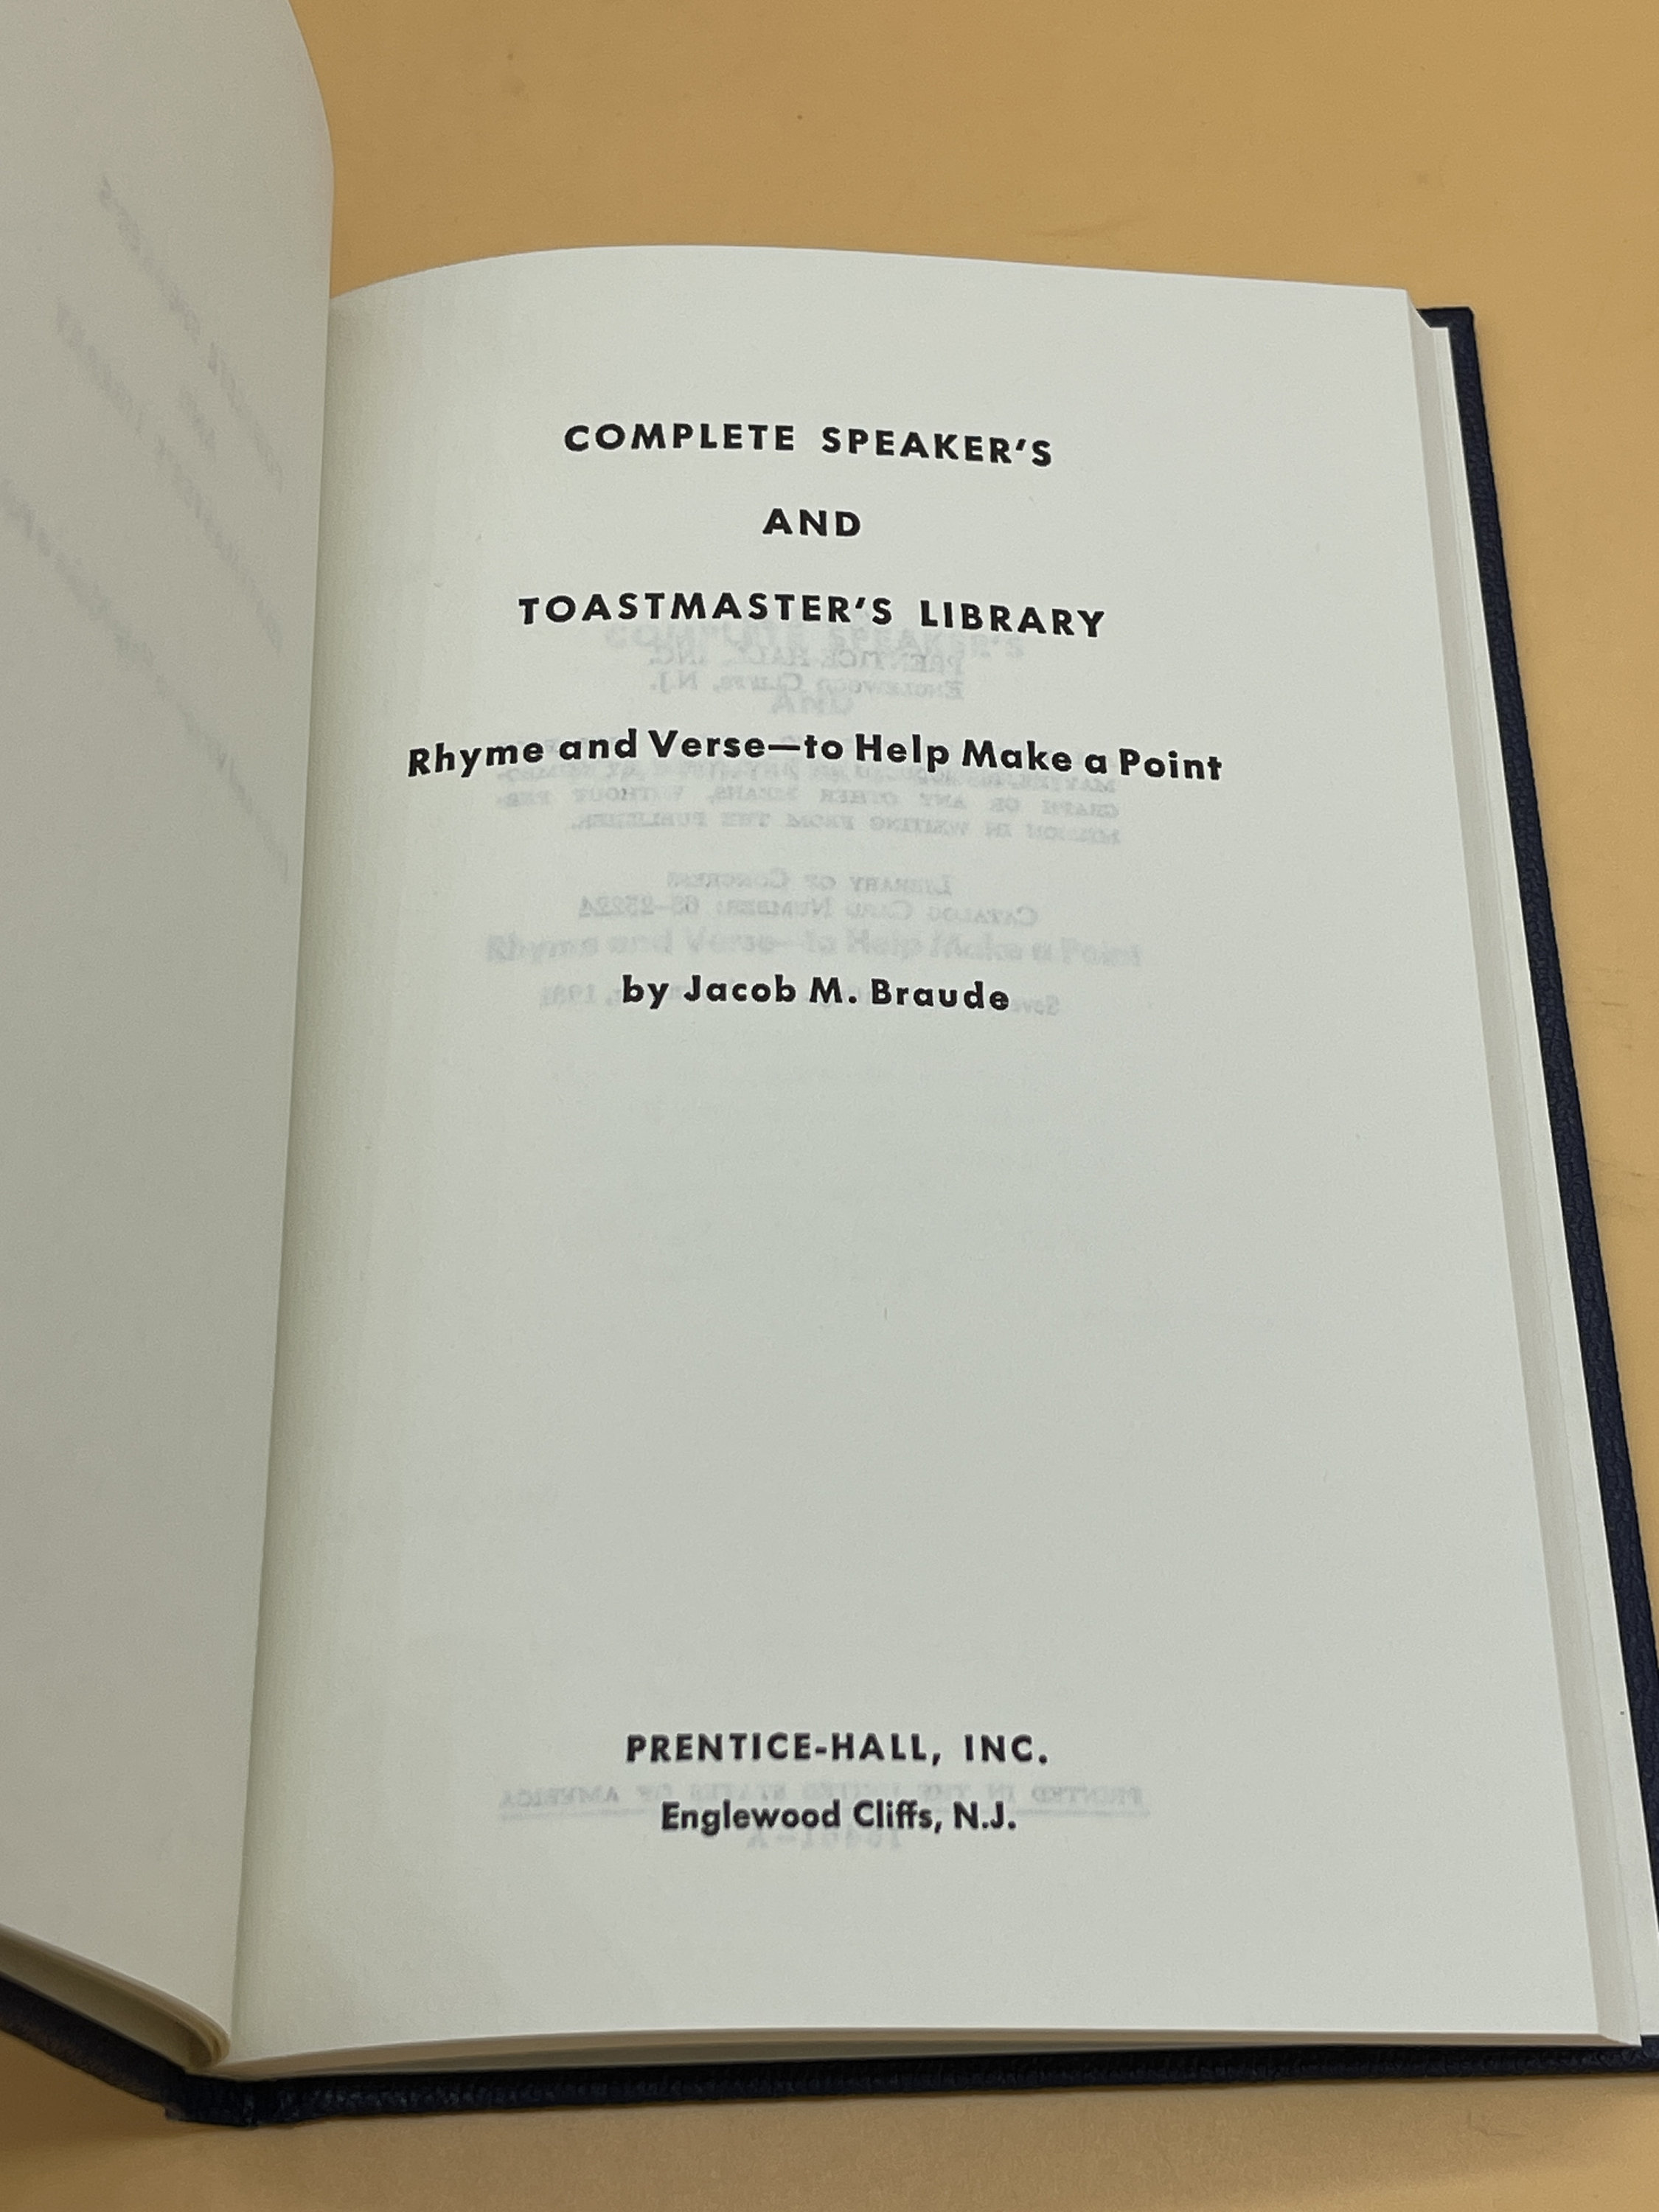 COMPLETE SPEAKER'S
AND
TOASTMASTER'S LIBRARY
Rhyme and Verse—to Help Make a Point
by Jacob M. Braude
PRENTICE-HALL, INC.
Englewood Cliffs, N.J.